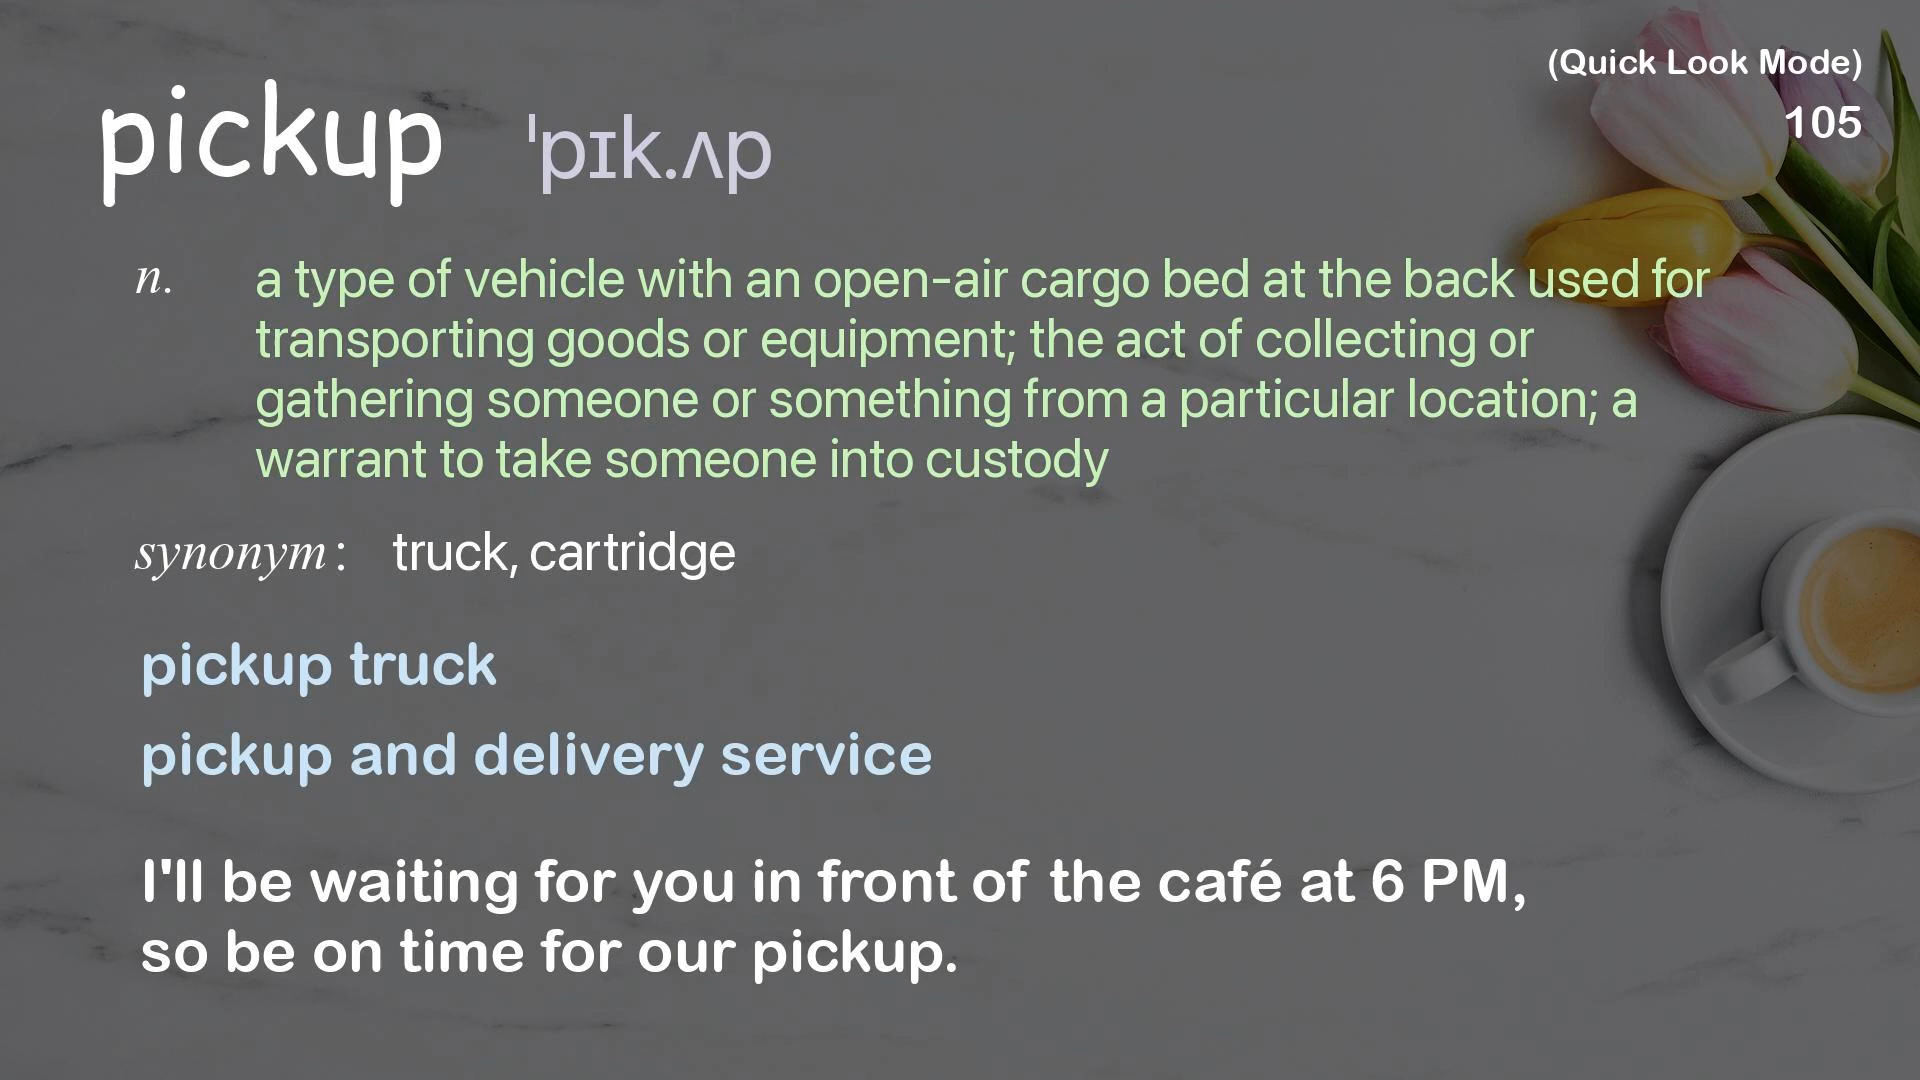 (Quick Look Mode)
105
pickup ˈpɪk.ʌp
n. a type of vehicle with an open-air cargo bed at the back used for
transporting goods or equipment; the act of collecting or
gathering someone or something from a particular location; a
warrant to take someone into custody
synonym: truck, cartridge
pickup truck
pickup and delivery service
I'll be waiting for you in front of the café at 6 PM,
so be on time for our pickup.